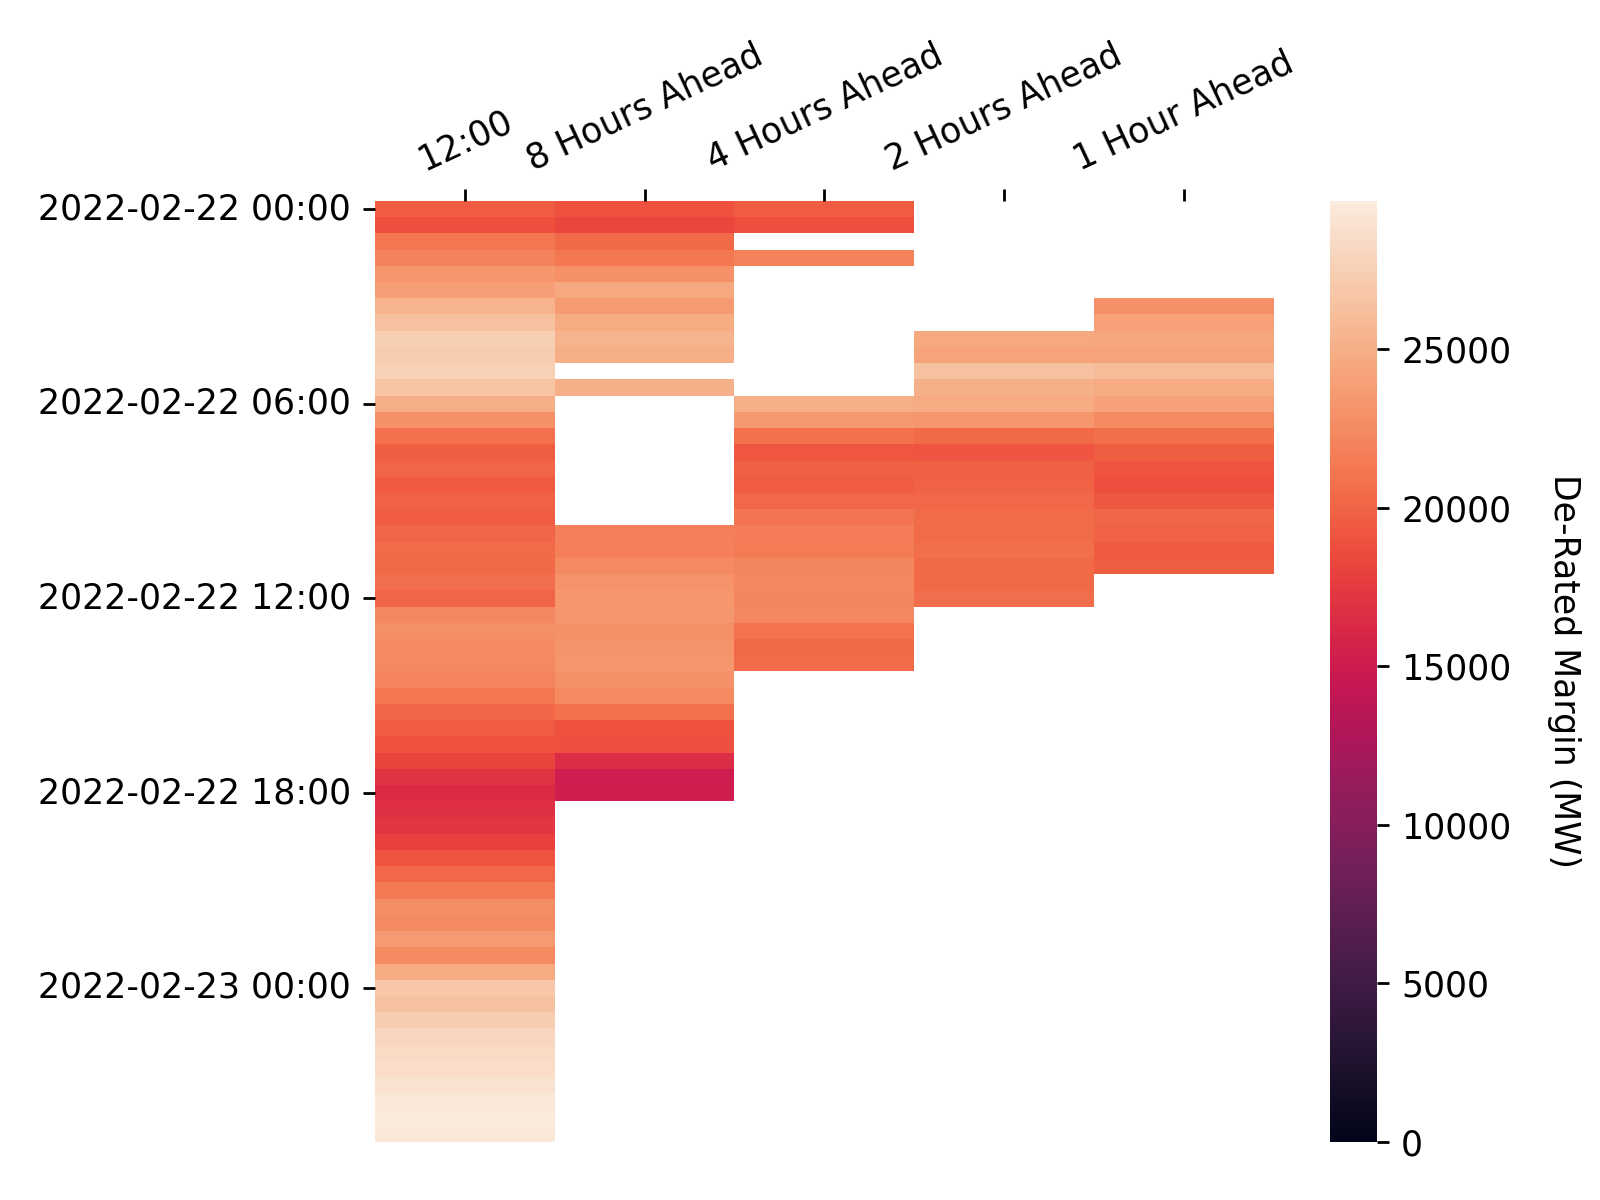 12:00
8 Hours Ahead
4 Hours Ahead
2 Hours Ahead
1 Hour Ahead
2022-02-22 00:00
2022-02-22 06:00
2022-02-22 12:00
2022-02-22 18:00
2022-02-23 00:00
25000
20000
15000
10000
5000
0
De-Rated Margin (MW)